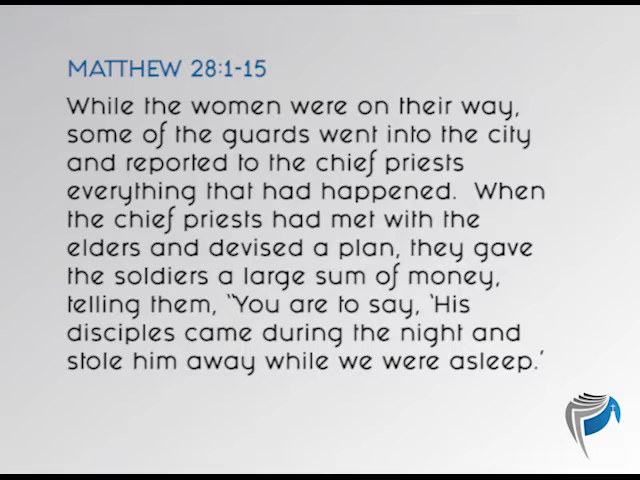 MATTHEW 28:1-15
While the women were on their way,
some of the guards went into the city
and reported to the chief priests
everything that had happened.  When
the chief priests had met with the
elders and devised a plan, they gave
the soldiers a large sum of money,
telling them, “You are to say, ‘His
disciples came during the night and
stole him away while we were asleep.’